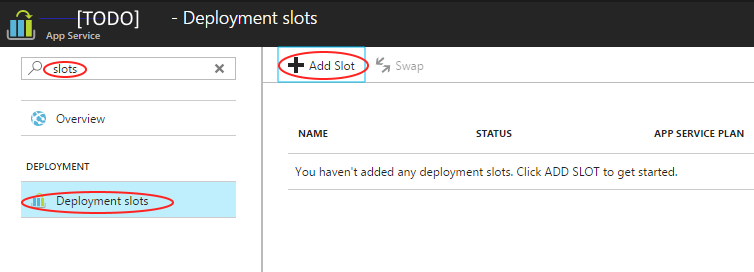 [TODO] - Deployment slots
App Service
slots
Add Slot
Swap
Overview
NAME STATUS APP SERVICE PLAN
DEPLOYMENT
You haven't added any deployment slots. Click ADD SLOT to get started.
Deployment slots